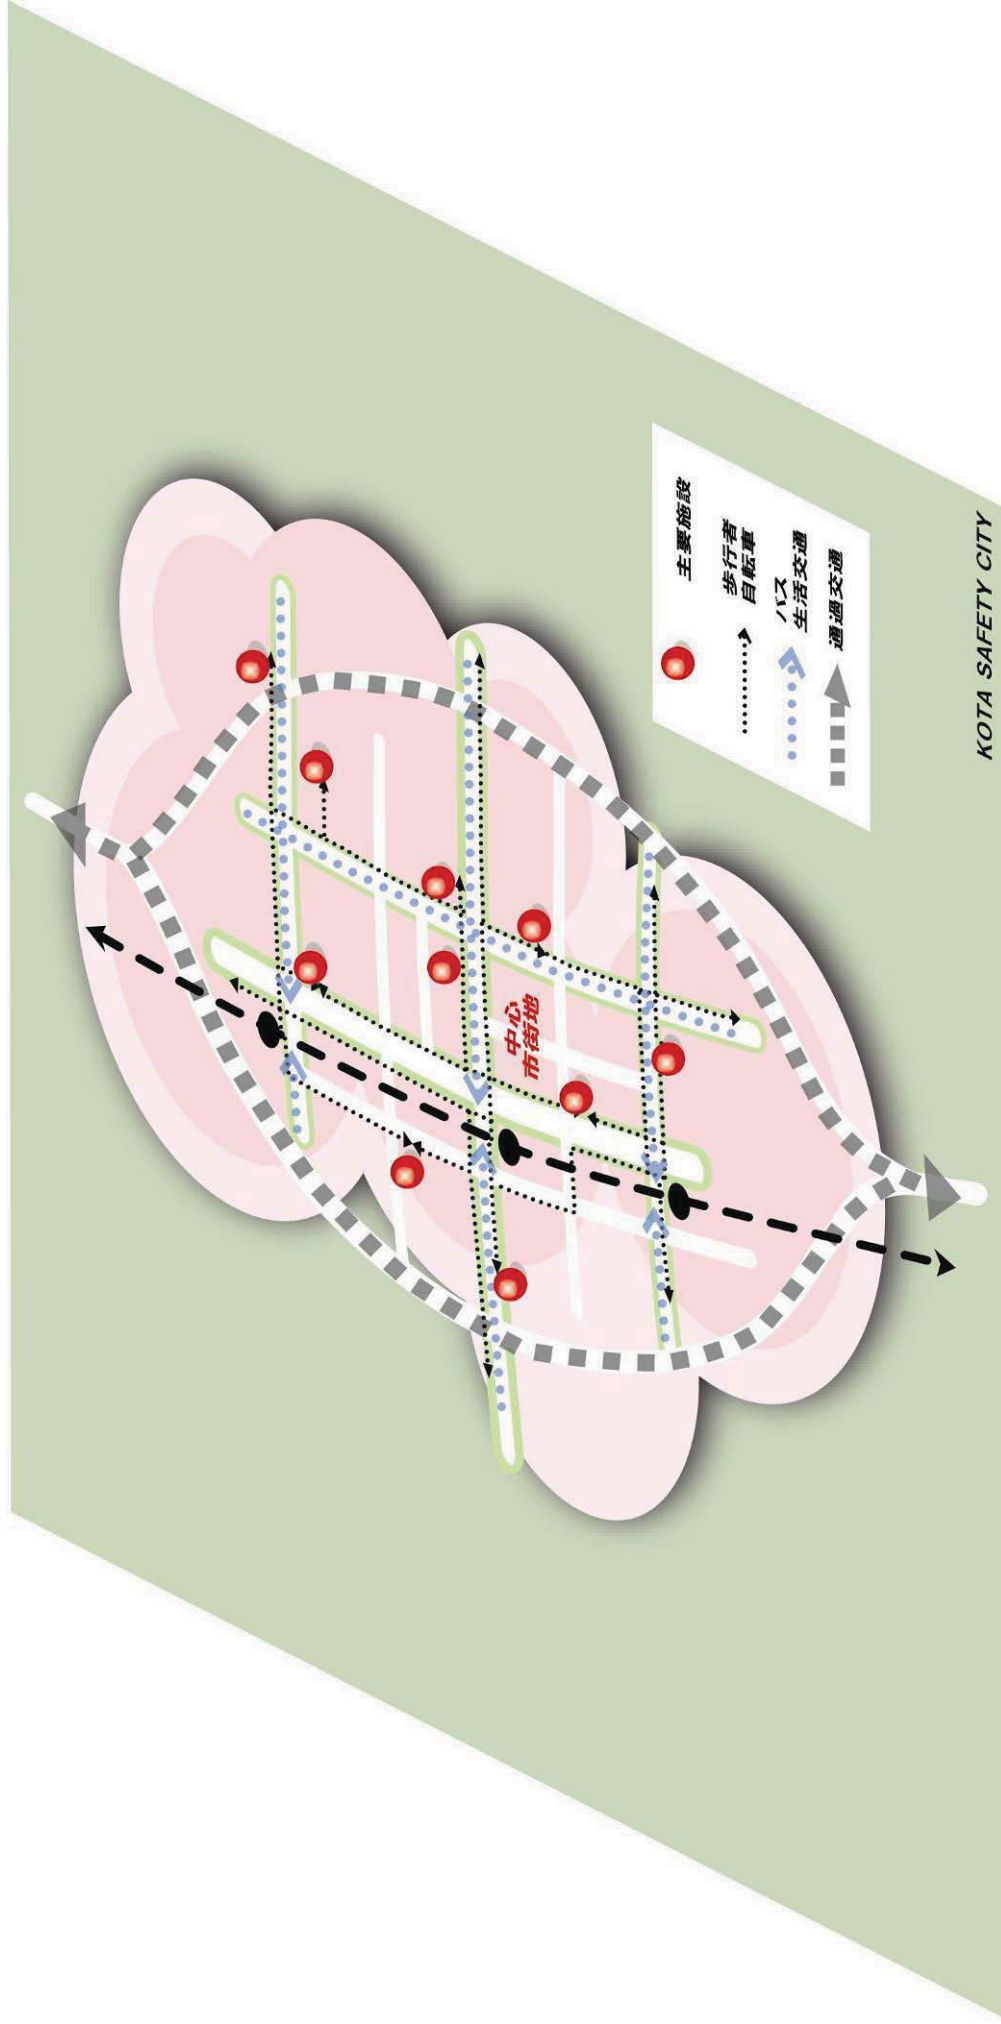 中心
市街地
主要施設
歩行者
自転車
バス
生活交通
通過交通
KOTA SAFETY CITY